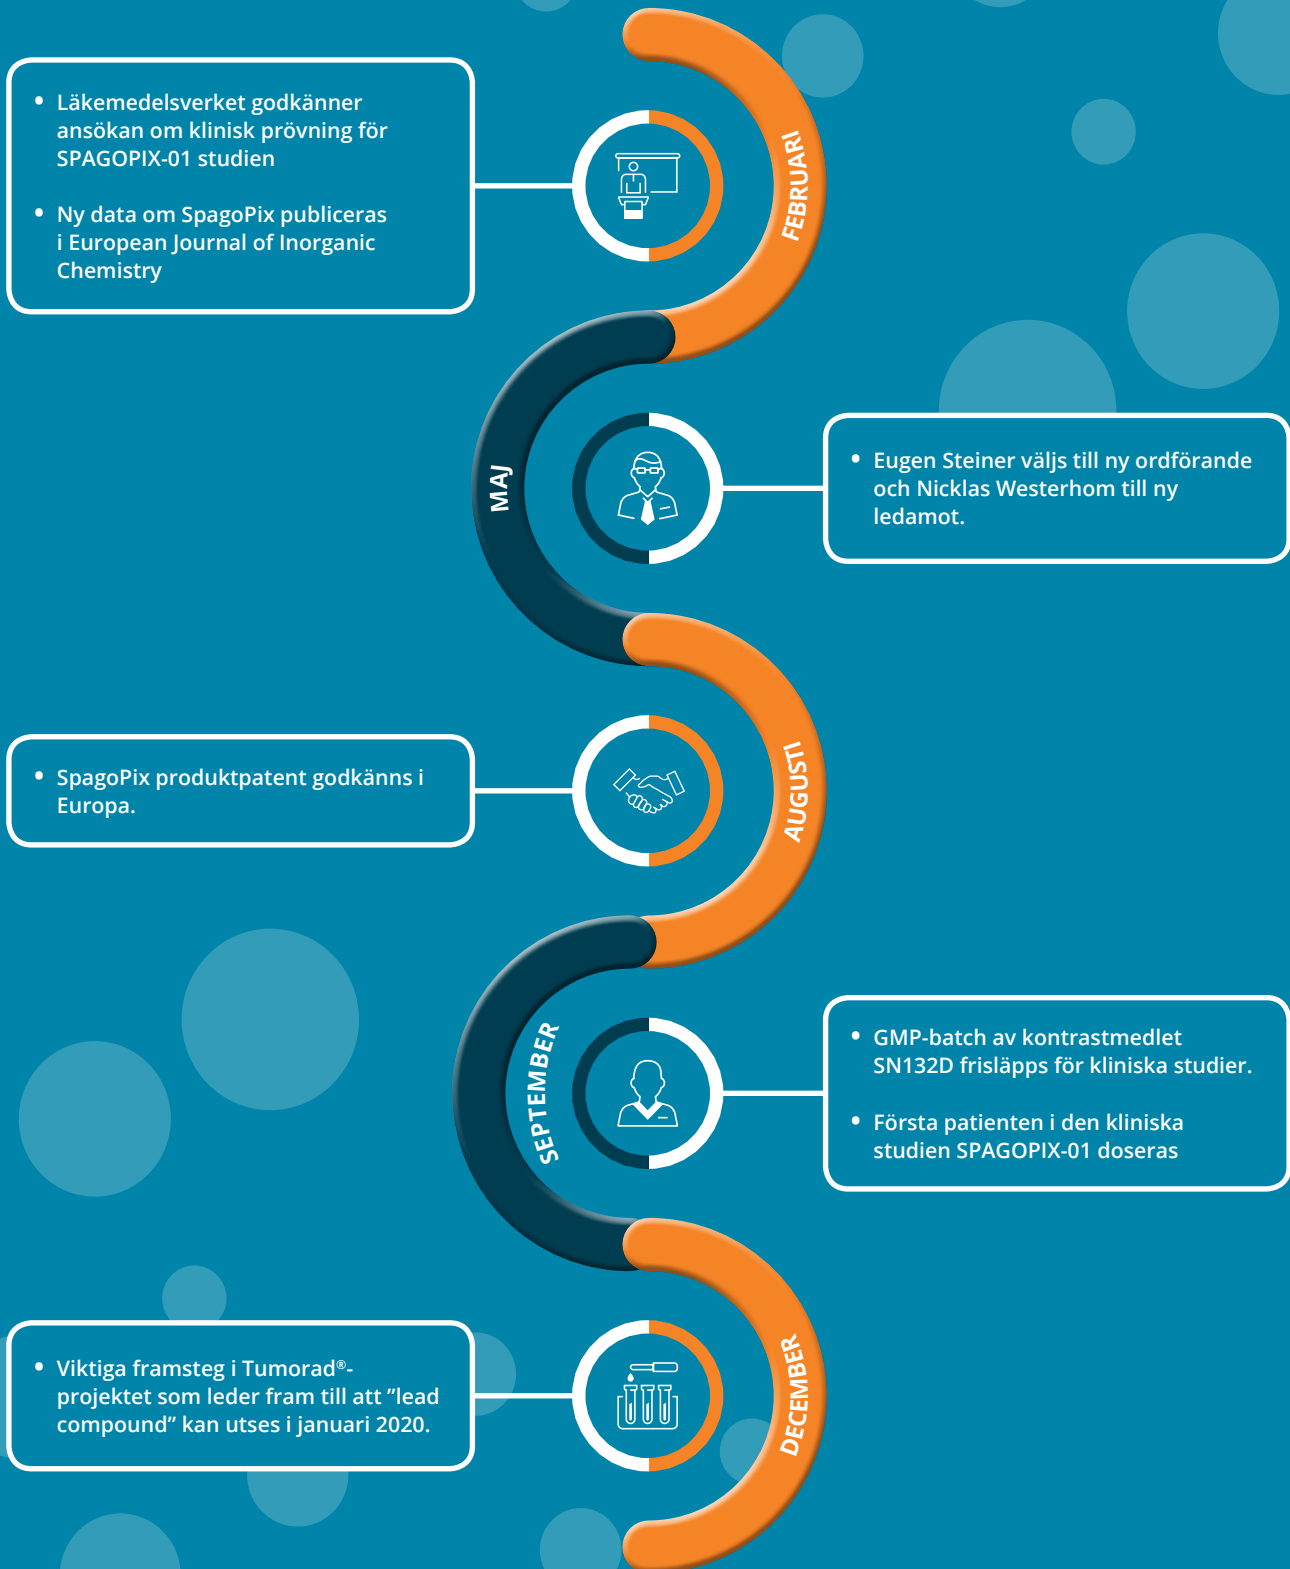 • Läkemedelsverket godkänner
ansökan om klinisk prövning för
SPAGOPIX-01 studien
• Ny data om SpagoPix publiceras
i European Journal of Inorganic
Chemistry
FEBRUARI
MAJ
• Eugen Steiner väljs till ny ordförande
och Nicklas Westerhom till ny
ledamot.
• SpagoPix produktpatent godkänns i
Europa.
AUGUSTI
SEPTEMBER
• GMP-batch av kontrastmedlet
SN132D frisläpps för kliniska studier.
• Första patienten i den kliniska
studien SPAGOPIX-01 doseras
• Viktiga framsteg i Tumorad®-
projektet som leder fram till att ”lead
compound” kan utses i januari 2020.
DECEMBER